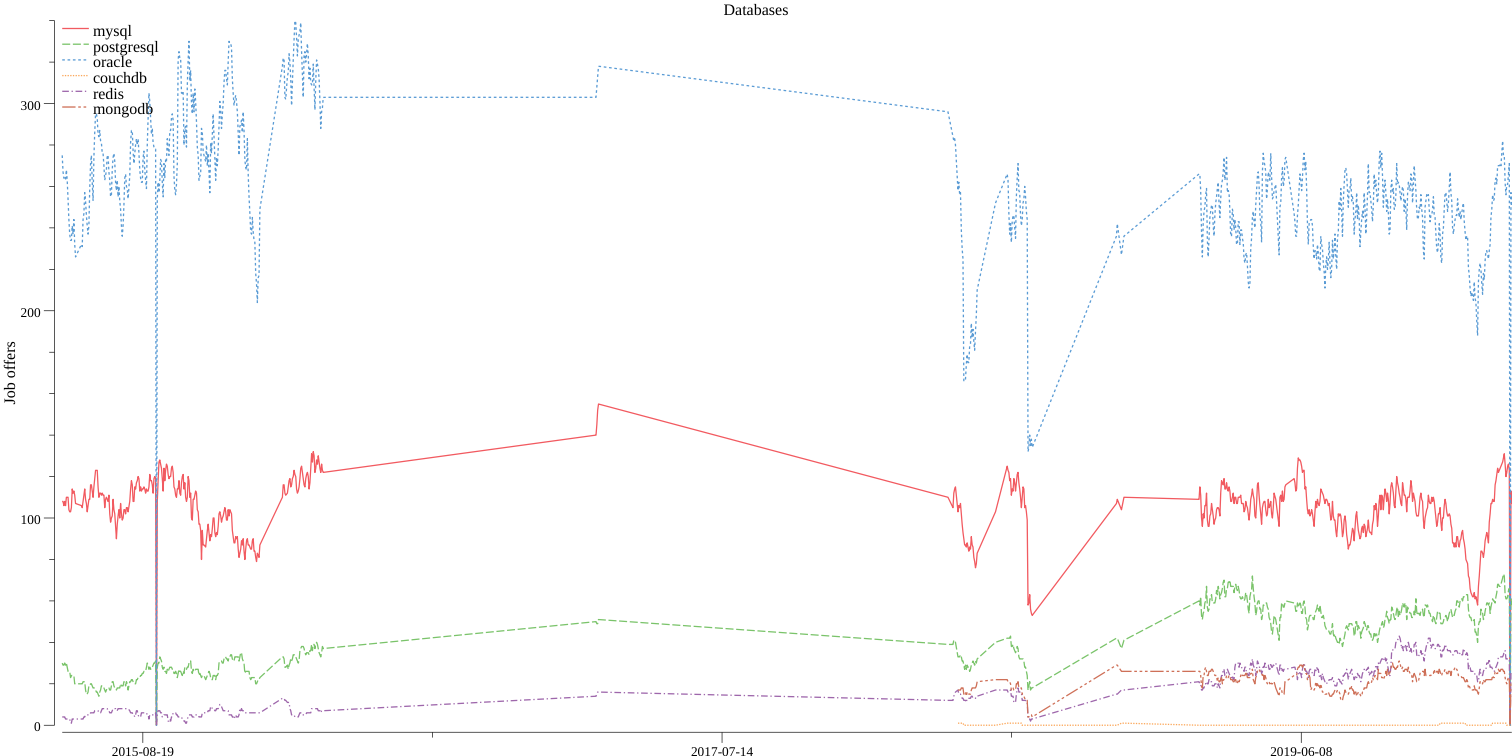 Databases
mysql
postgresql
oracle
couchdb
redis
mongodb
300
200
100
0
Job offers
2015-08-19
2017-07-14
2019-06-08